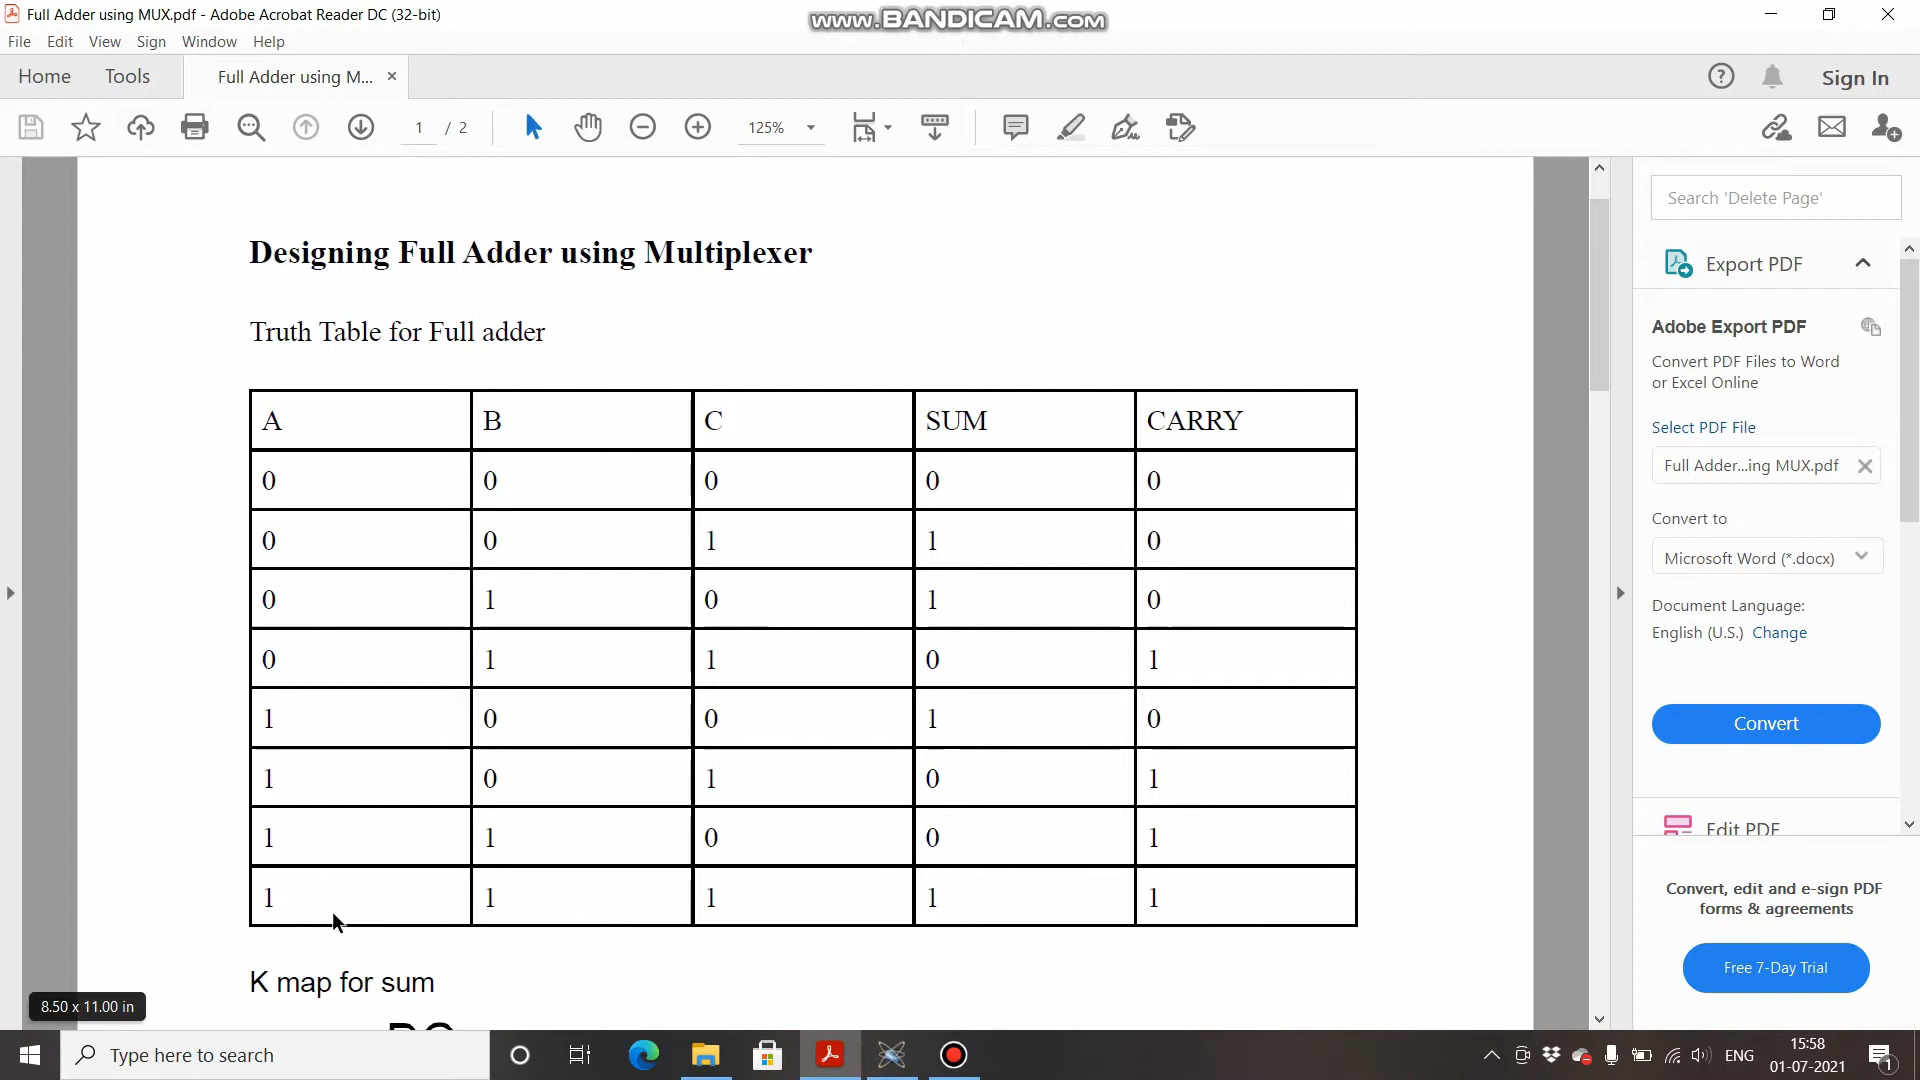 Full Adder using MUX.pdf - Adobe Acrobat Reader DC (32-bit)
www.BANDICAM.com
File Edit View Sign Window Help
Home Tools Full Adder using M... × ? Sign In
1 / 2 125%
Designing Full Adder using Multiplexer
Truth Table for Full adder
A B C SUM CARRY
0 0 0 0 0
0 0 1 1 0
0 1 0 1 0
0 1 1 0 1
1 0 0 1 0
1 0 1 0 1
1 1 0 0 1
1 1 1 1 1
K map for sum
8.50 x 11.00 in
Search 'Delete Page'
Export PDF
Adobe Export PDF
Convert PDF Files to Word
or Excel Online
Select PDF File
Full Adder...ing MUX.pdf
Convert to
Microsoft Word (*.docx)
Document Language:
English (U.S.) Change
Convert
Edit PDF
Convert, edit and e-sign PDF
forms & agreements
Free 7-Day Trial
Type here to search
ENG
15:58
01-07-2021
1